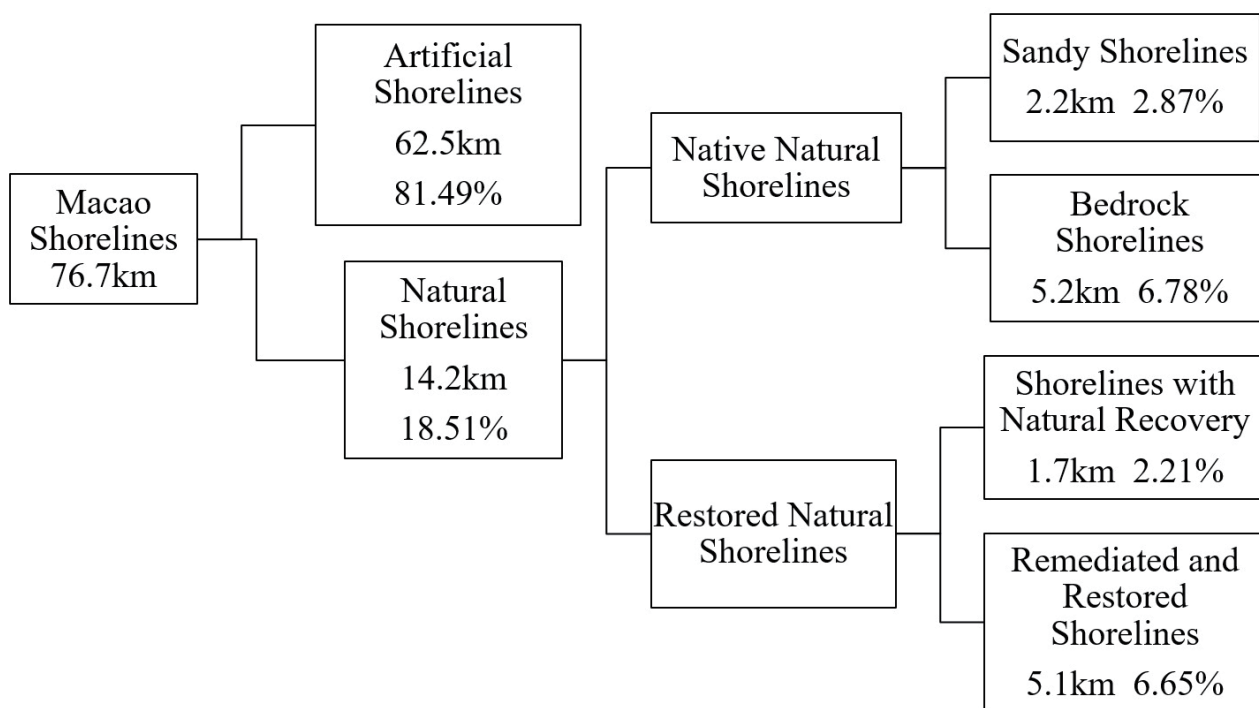 Macao
Shorelines
76.7km
Artificial
Shorelines
62.5km
81.49%
Natural
Shorelines
14.2km
18.51%
Native Natural
Shorelines
Restored Natural
Shorelines
Sandy Shorelines
2.2km 2.87%
Bedrock
Shorelines
5.2km 6.78%
Shorelines with
Natural Recovery
1.7km 2.21%
Remediated and
Restored
Shorelines
5.1km 6.65%